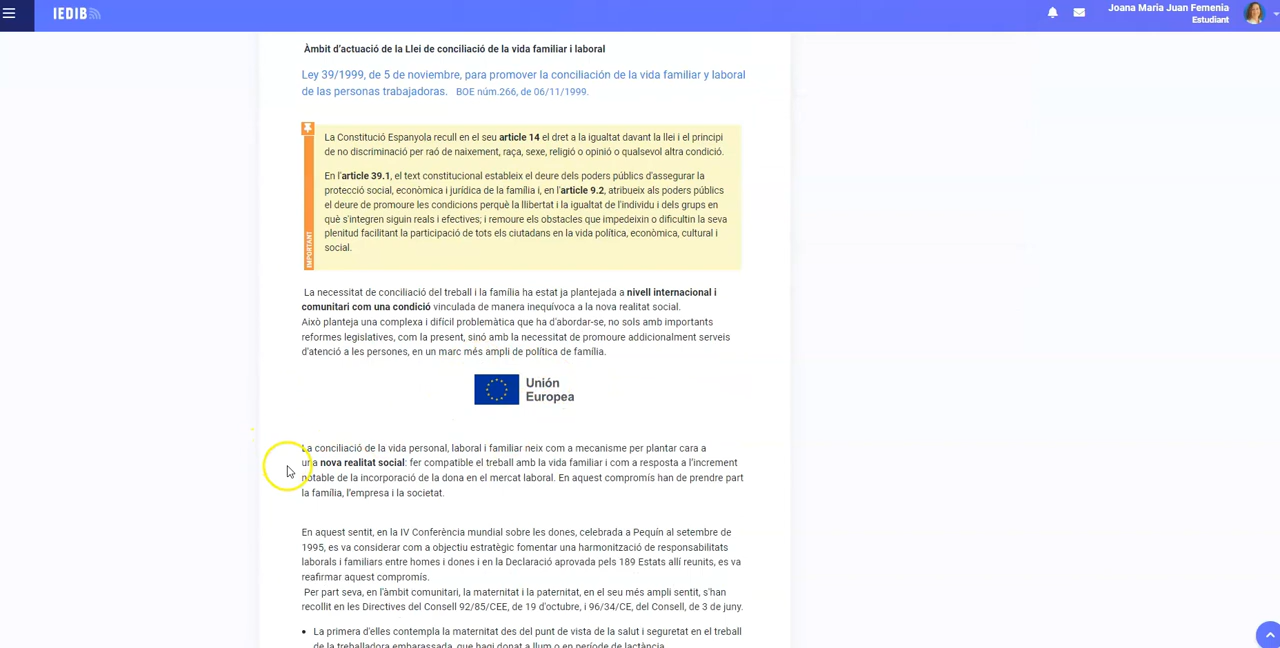 IEDIB
Joana Maria Juan Femenia
Estudiant
Àmbit d'actuació de la Llei de conciliació de la vida familiar i laboral
Ley 39/1999, de 5 de noviembre, para promover la conciliación de la vida familiar y laboral
de las personas trabajadoras. BOE núm.266, de 06/11/1999.
IMPORTANT
La Constitució Espanyola recull en el seu article 14 el dret a la igualtat davant la llei i el principi
de no discriminació per raó de naixement, raça, sexe, religió o opinió o qualsevol altra condició.
En l'article 39.1, el text constitucional estableix el deure dels poders públics d'assegurar la
protecció social, econòmica i jurídica de la família i, en l'article 9.2, atribueix als poders públics
el deure de promoure les condicions perquè la llibertat i la igualtat de l'individu i dels grups en
què s'integren siguin reals i efectives; i remoure els obstacles que impedeixin o dificultin la seva
plenitud facilitant la participació de tots els ciutadans en la vida política, econòmica, cultural i
social.
La necessitat de conciliació del treball i la família ha estat ja plantejada a nivell internacional i
comunitari com una condició vinculada de manera inequívoca a la nova realitat social.
Això planteja una complexa i difícil problemàtica que ha d'abordar-se, no sols amb importants
reformes legislatives, com la present, sinó amb la necessitat de promoure addicionalment serveis
d'atenció a les persones, en un marc més ampli de política de família.
Unión
Europea
La conciliació de la vida personal, laboral i familiar neix com a mecanisme per plantar cara a
una nova realitat social: fer compatible el treball amb la vida familiar i com a resposta a l'increment
notable de la incorporació de la dona en el mercat laboral. En aquest compromís han de prendre part
la família, l'empresa i la societat.
En aquest sentit, en la IV Conferència mundial sobre les dones, celebrada a Pequín al setembre de
1995, es va considerar com a objectiu estratègic fomentar una harmonització de responsabilitats
laborals i familiars entre homes i dones i en la Declaració aprovada pels 189 Estats allí reunits, es va
reafirmar aquest compromís.
Per part seva, en l'àmbit comunitari, la maternitat i la paternitat, en el seu més ampli sentit, s'han
recollit en les Directives del Consell 92/85/CEE, de 19 d'octubre, i 96/34/CE, del Consell, de 3 de juny.
• La primera d'elles contempla la maternitat des del punt de vista de la salut i seguretat en el treball
de la treballadora embarassada, que hagi donat a llum o en període de lactància.